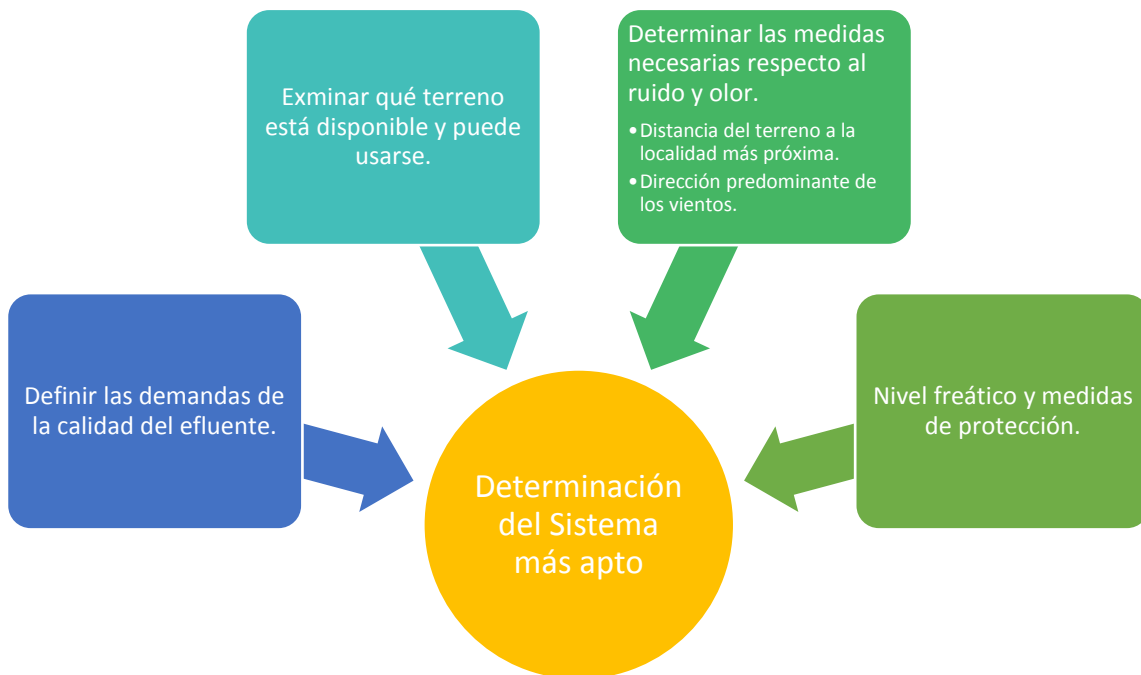 Exminar qué terreno
está disponible y puede
usarse.
Determinar las medidas
necesarias respecto al
ruido y olor.
•Distancia del terreno a la
localidad más próxima.
•Dirección predominante de
los vientos.
Definir las demandas de
la calidad del efluente.
Nivel freático y medidas
de protección.
Determinación
del Sistema
más apto